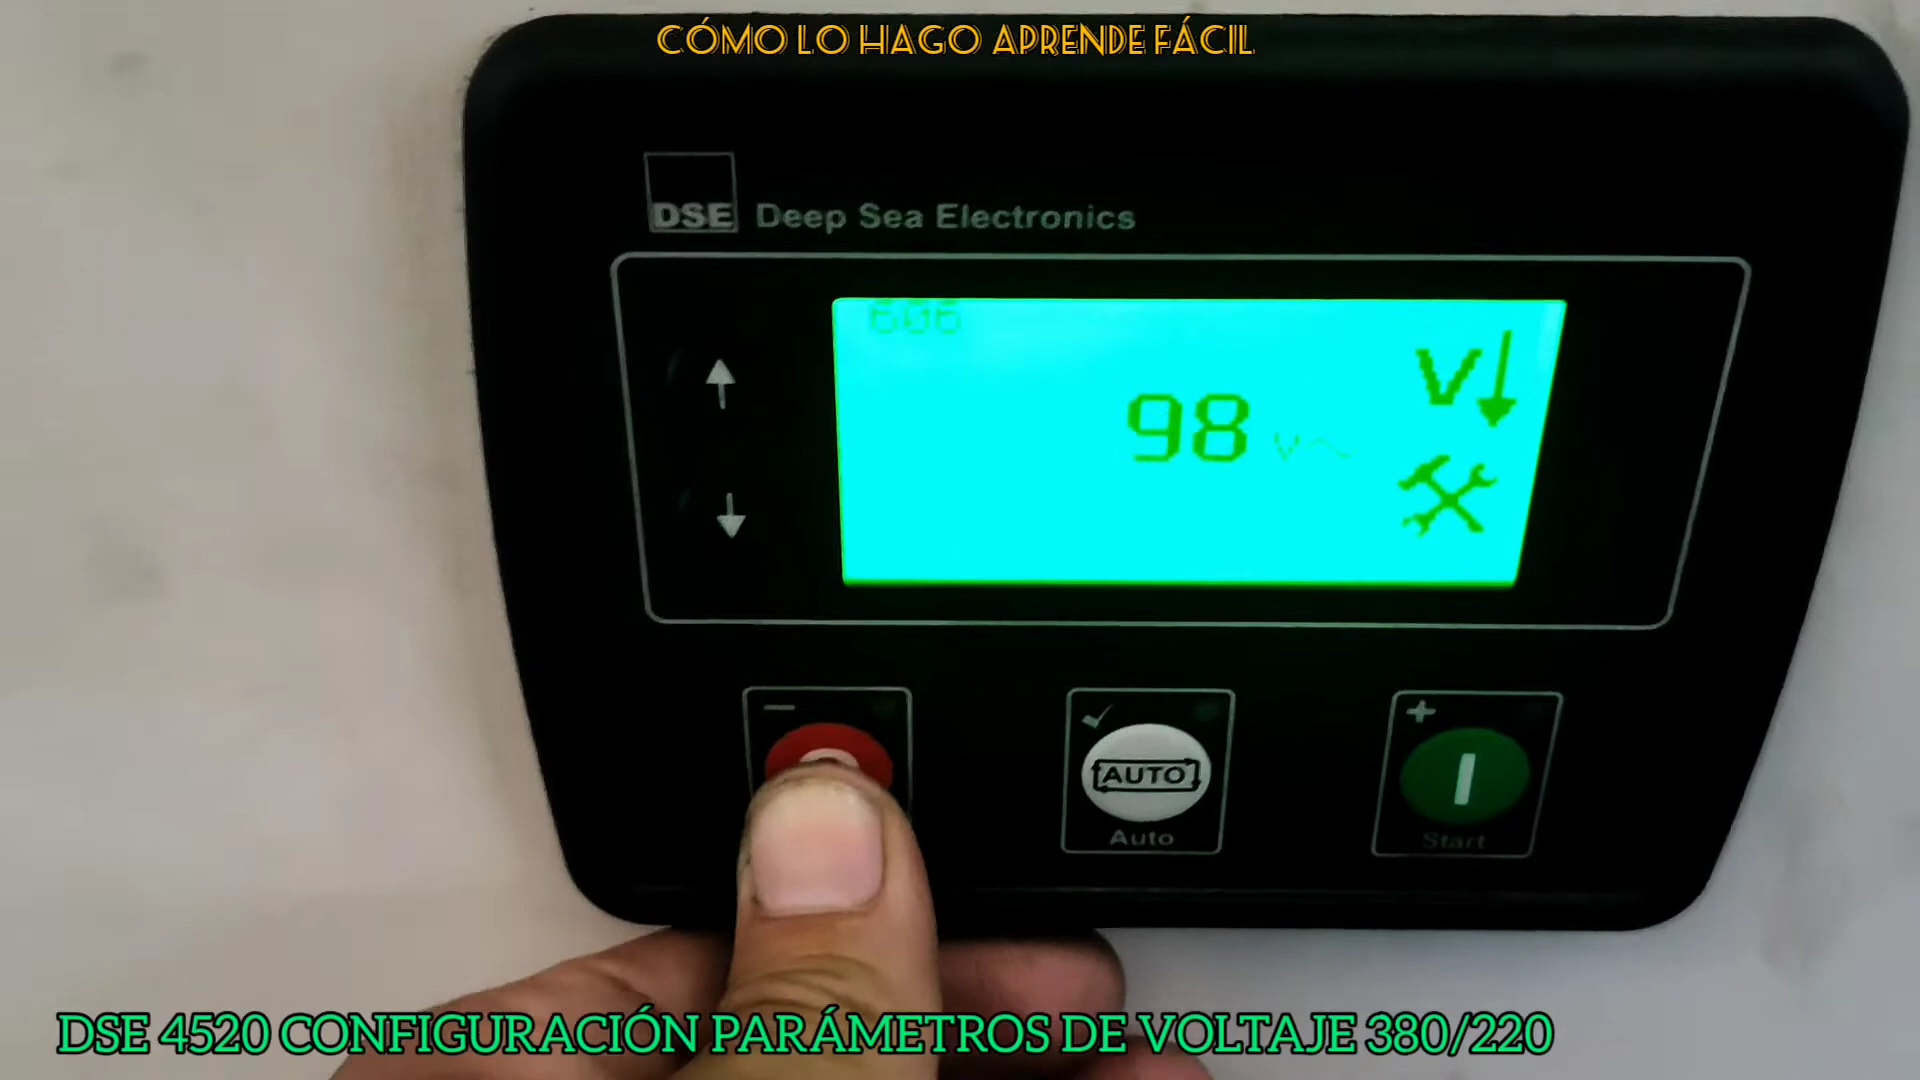 CÓMO LO HAGO APRENDE FÁCIL
DSE Deep Sea Electronics
606
V
98 V
AUTO
Auto
Start
DSE 4520 CONFIGURACIÓN PARÁMETROS DE VOLTAJE 380/220